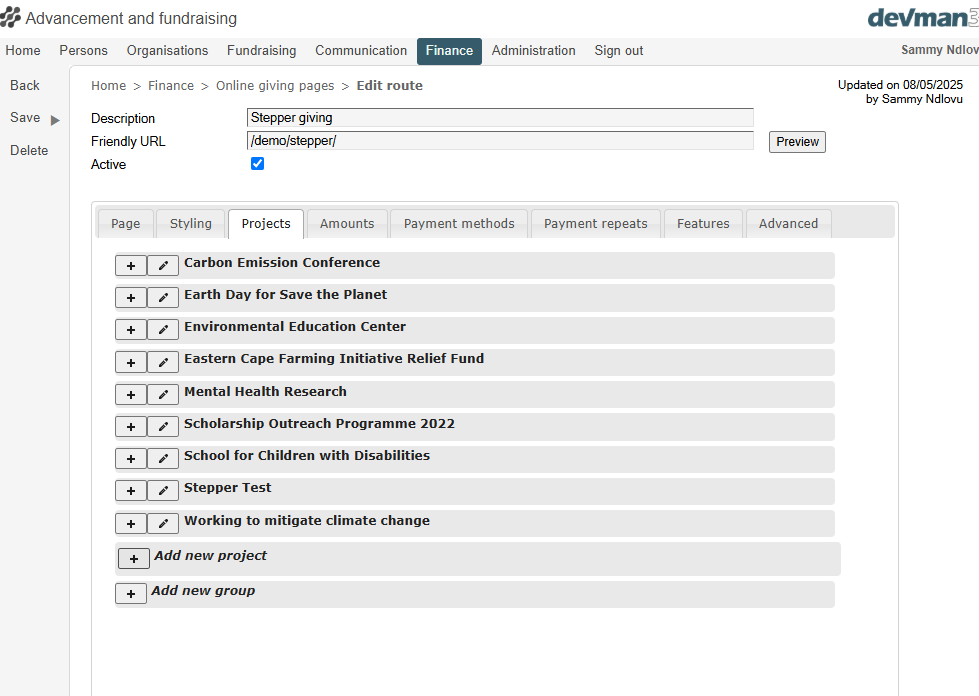 Advancement and fundraising
devman3
Home Persons Organisations Fundraising Communication Finance Administration Sign out Sammy Ndlov
Back
Save
Delete
Home > Finance > Online giving pages > Edit route
Updated on 08/05/2025
by Sammy Ndlovu
Description Stepper giving
Friendly URL /demo/stepper/ Preview
Active
Page Styling Projects Amounts Payment methods Payment repeats Features Advanced
+ Carbon Emission Conference
+ Earth Day for Save the Planet
+ Environmental Education Center
+ Eastern Cape Farming Initiative Relief Fund
+ Mental Health Research
+ Scholarship Outreach Programme 2022
+ School for Children with Disabilities
+ Stepper Test
+ Working to mitigate climate change
+ Add new project
+ Add new group